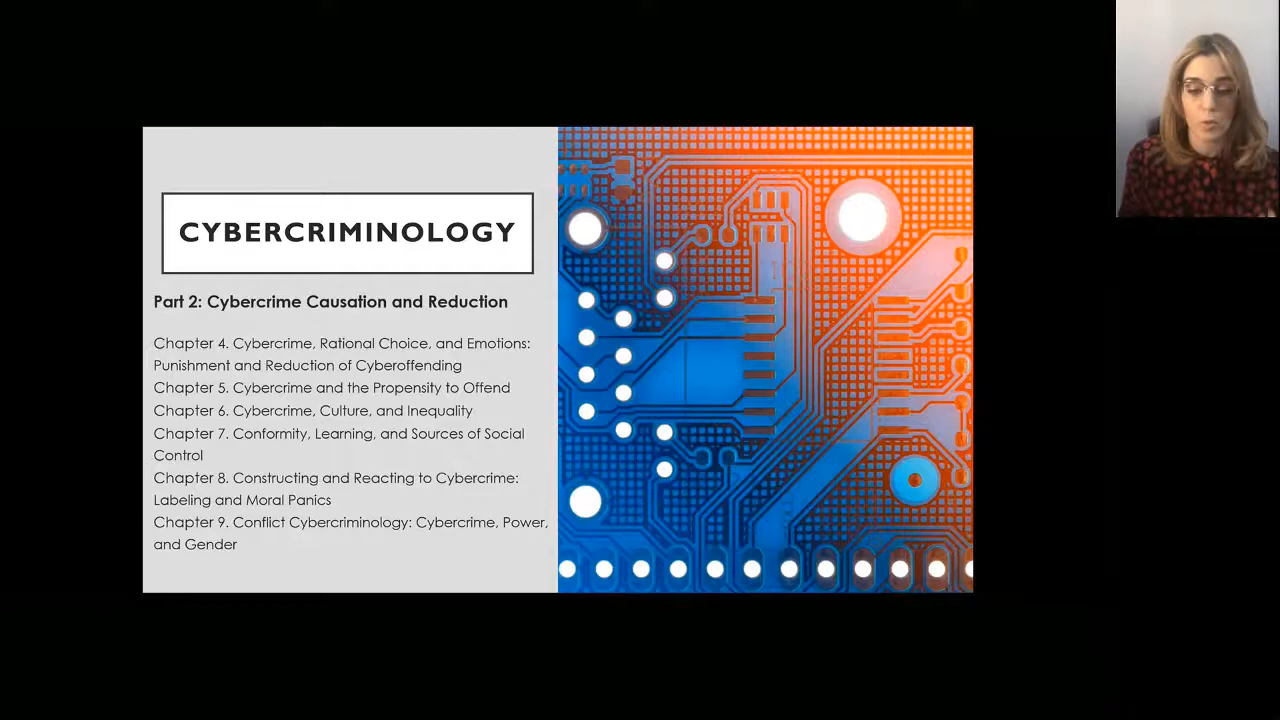 CYBERCRIMINOLOGY
Part 2: Cybercrime Causation and Reduction
Chapter 4. Cybercrime, Rational Choice, and Emotions:
Punishment and Reduction of Cyberoffending
Chapter 5. Cybercrime and the Propensity to Offend
Chapter 6. Cybercrime, Culture, and Inequality
Chapter 7. Conformity, Learning, and Sources of Social
Control
Chapter 8. Constructing and Reacting to Cybercrime:
Labeling and Moral Panics
Chapter 9. Conflict Cybercriminology: Cybercrime, Power,
and Gender